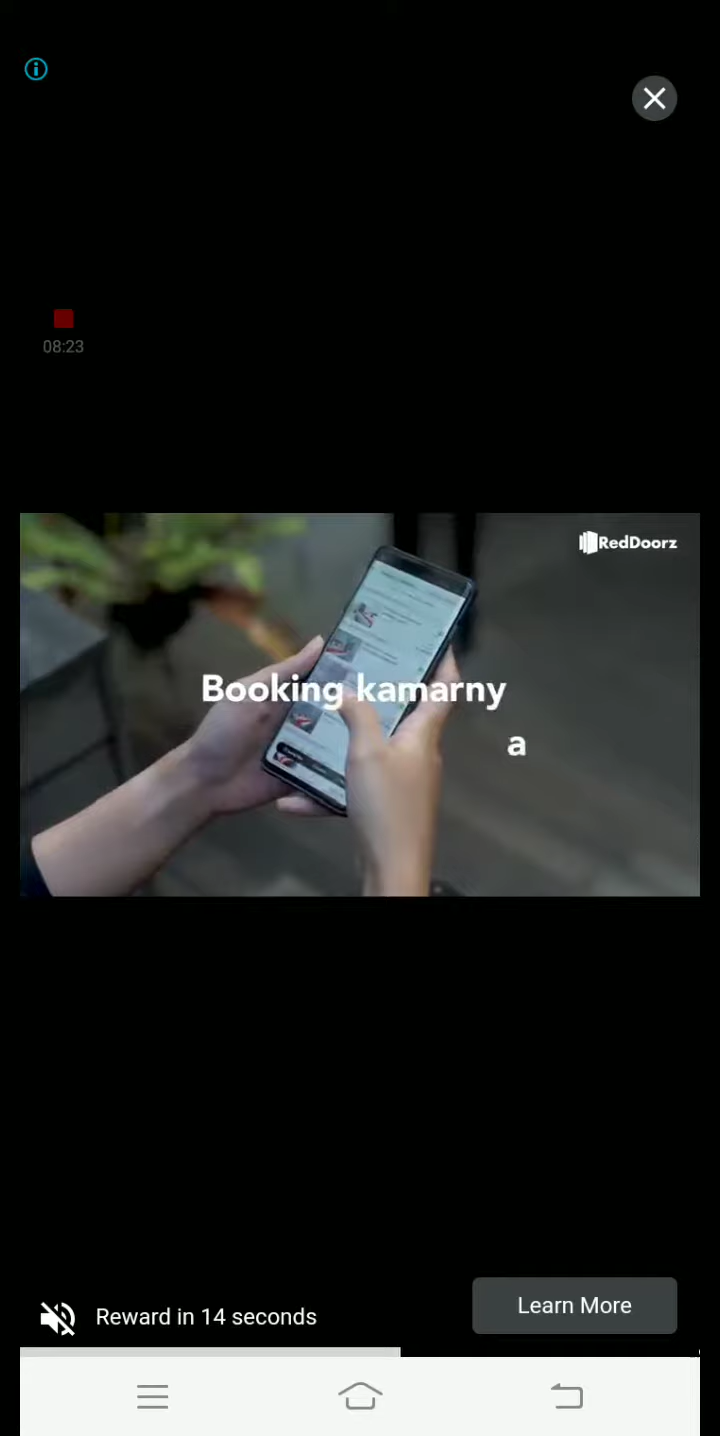 08:23
RedDoorz
Booking kamarny
a
Reward in 14 seconds
Learn More